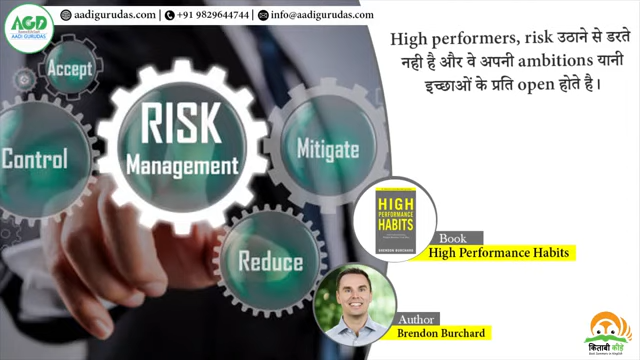 AGD
AADI GURUDAS
aadigurudas.com | +91 9829644744 | info@aadigurudas.com
High performers, risk उठाने से डरते
नही है और वे अपनी ambitions यानी
इच्छाओं के प्रति open होते है।
Accept
RISK
Management
Control
Mitigate
Reduce
HIGH
PERFORMANCE
HABITS
BRENDON BURCHARD
Book
High Performance Habits
Author
Brendon Burchard
किताबी कीड़े